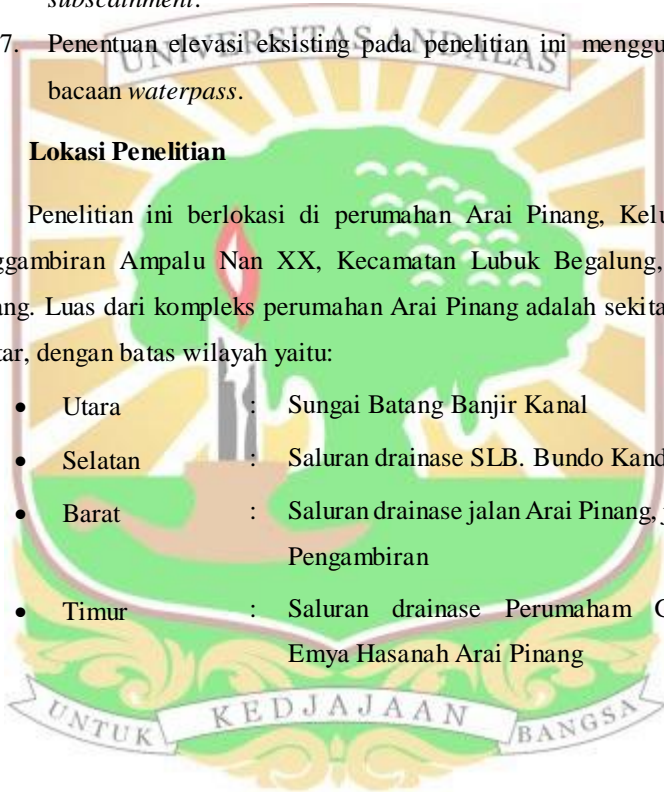 subscathment.
7. Penentuan elevasi eksisting pada penelitian ini menggu
bacaan waterpass.
UNIVERSITAS ANDALAS
Lokasi Penelitian
Penelitian ini berlokasi di perumahan Arai Pinang, Kelu
ggambiran Ampalu Nan XX, Kecamatan Lubuk Begalung,
ang. Luas dari kompleks perumahan Arai Pinang adalah sekita
tar, dengan batas wilayah yaitu:
• Utara : Sungai Batang Banjir Kanal
• Selatan : Saluran drainase SLB. Bundo Kand
• Barat : Saluran drainase jalan Arai Pinang, j
Pengambiran
• Timur : Saluran drainase Perumaham G
Emya Hasanah Arai Pinang
UNTUK KEDJAJAAN BANGSA